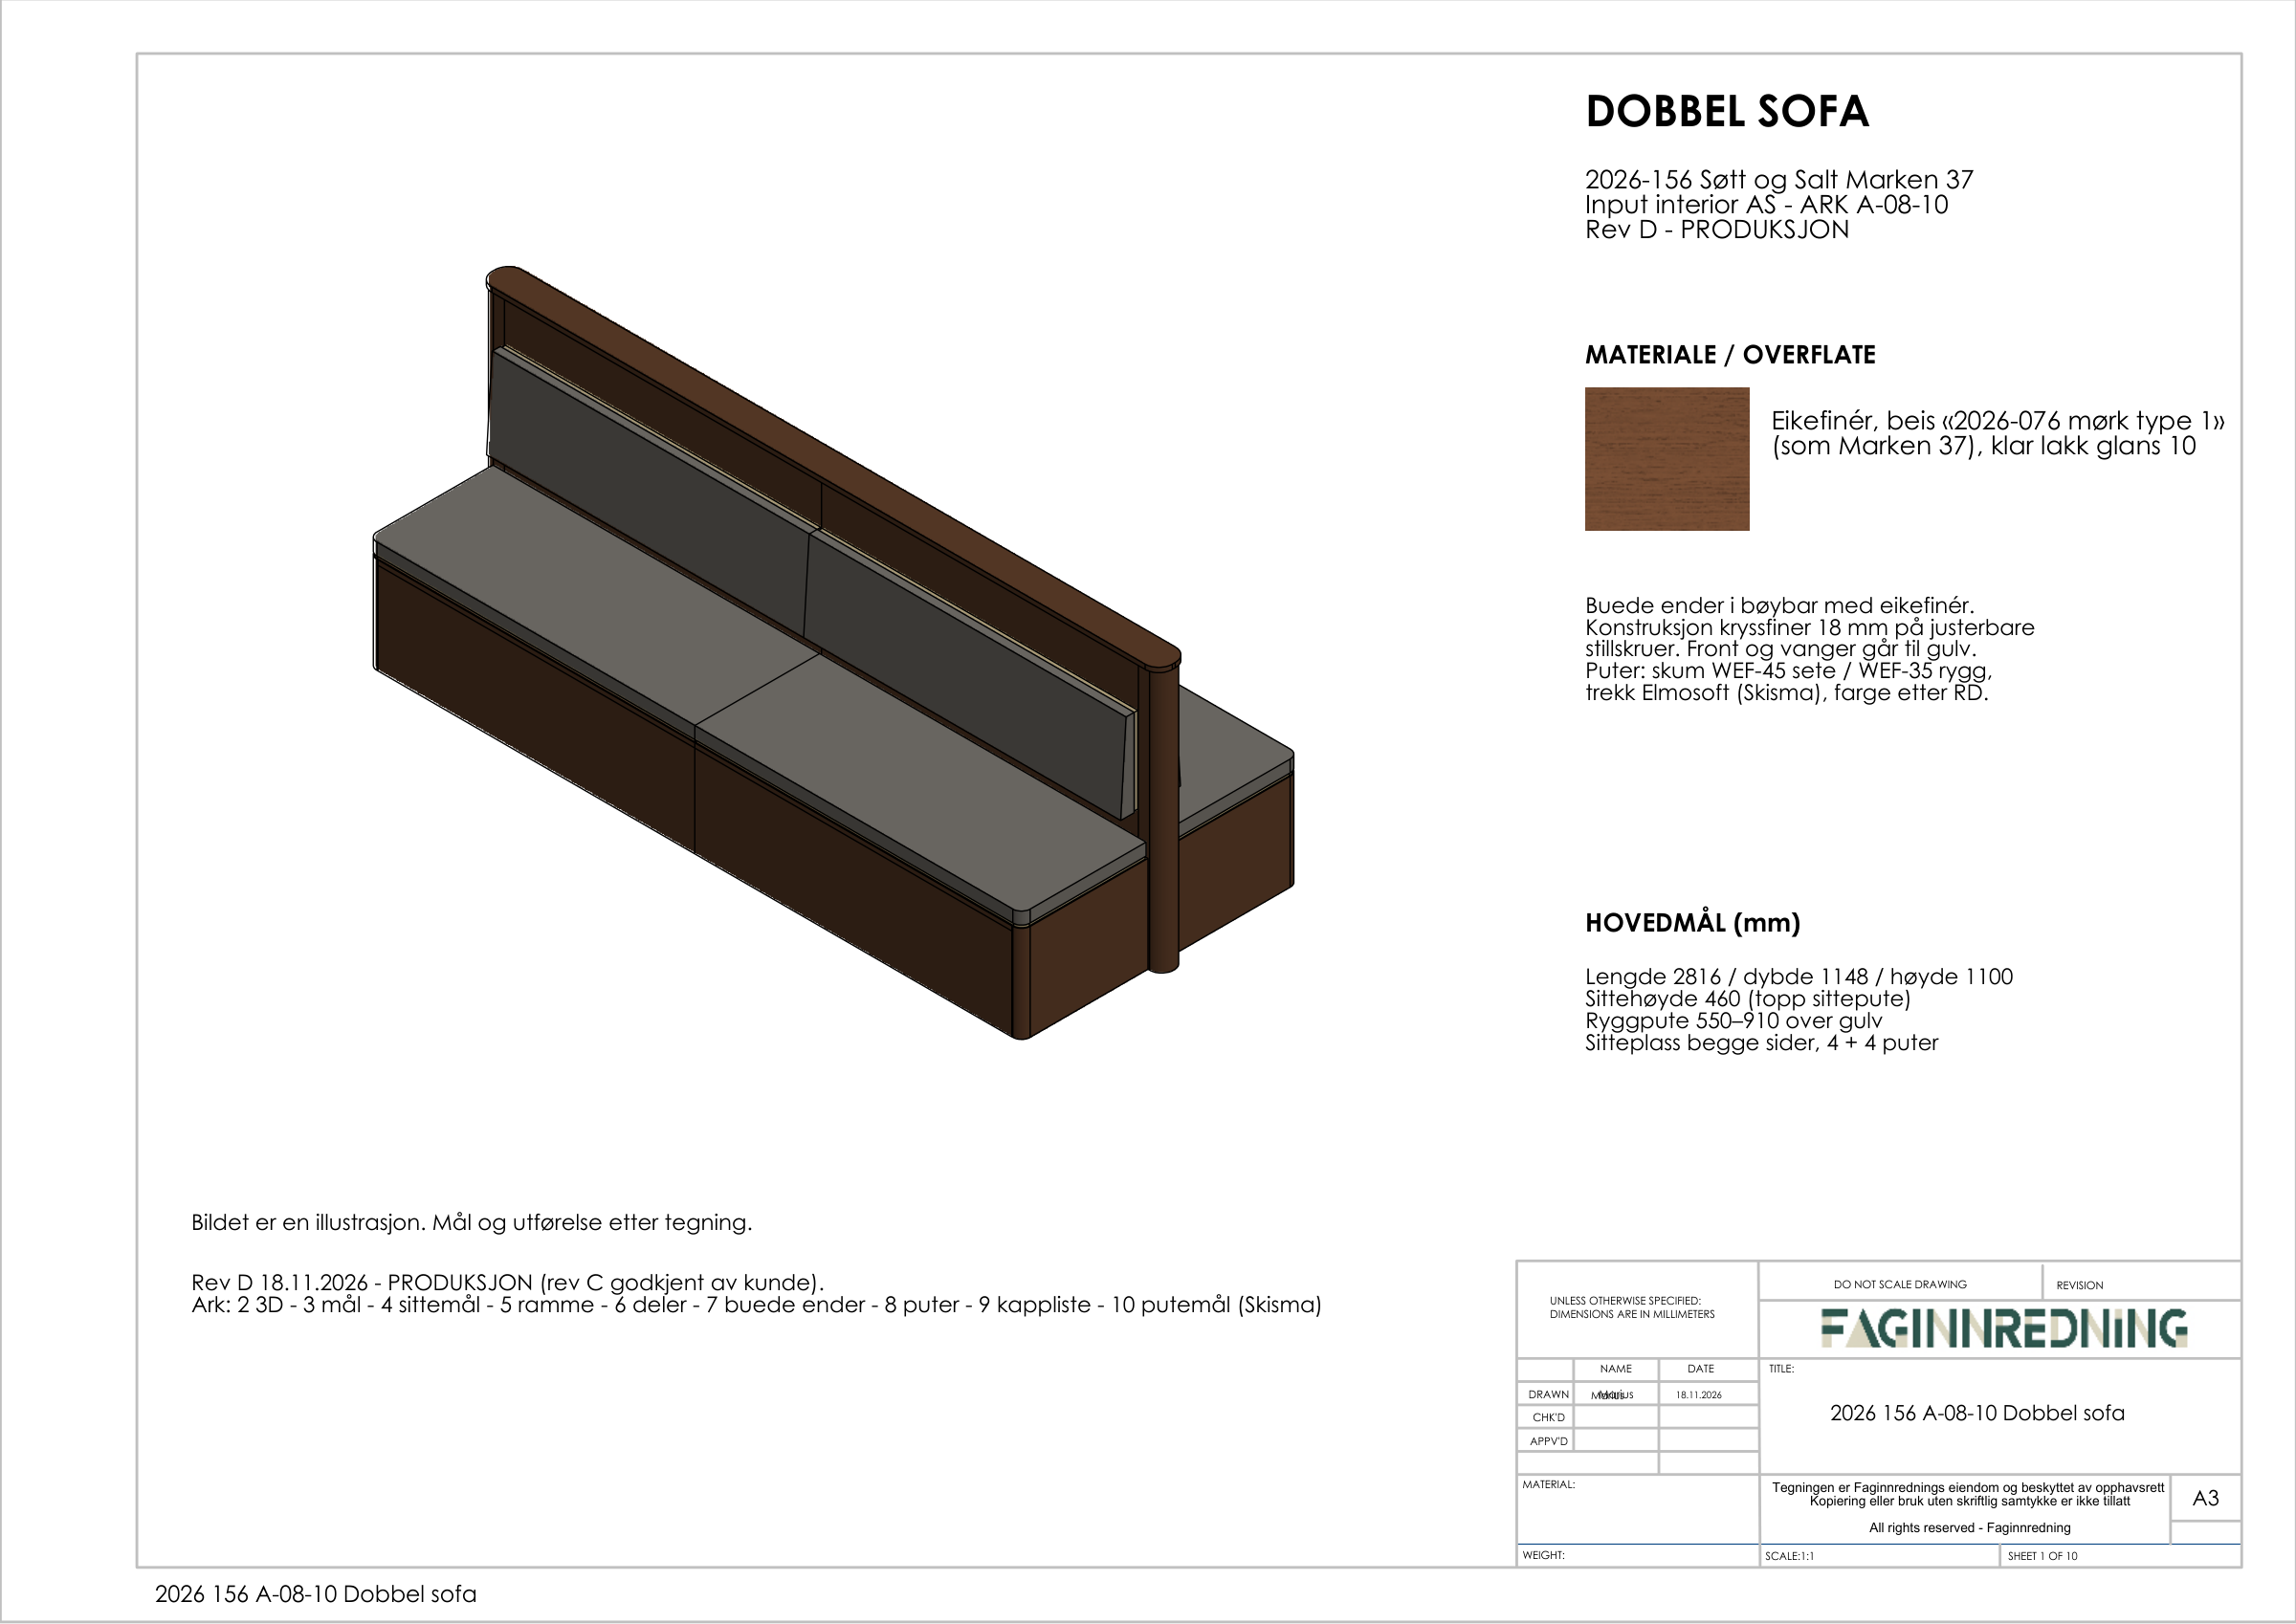 DOBBEL SOFA
2026-156 Søtt og Salt Marken 37
Input interior AS - ARK A-08-10
Rev D - PRODUKSJON
MATERIALE / OVERFLATE
Eikefinér, beis «2026-076 mørk type 1»
(som Marken 37), klar lakk glans 10
Buede ender i bøybar med eikefinér.
Konstruksjon kryssfiner 18 mm på justerbare
stillskruer. Front og vanger går til gulv.
Puter: skum WEF-45 sete / WEF-35 rygg,
trekk Elmosoft (Skisma), farge etter RD.
HOVEDMÅL (mm)
Lengde 2816 / dybde 1148 / høyde 1100
Sittehøyde 460 (topp sittepute)
Ryggpute 550–910 over gulv
Sitteplass begge sider, 4 + 4 puter
Bildet er en illustrasjon. Mål og utførelse etter tegning.
Rev D 18.11.2026 - PRODUKSJON (rev C godkjent av kunde).
Ark: 2 3D - 3 mål - 4 sittemål - 5 ramme - 6 deler - 7 buede ender - 8 puter - 9 kappliste - 10 putemål (Skisma)
UNLESS OTHERWISE SPECIFIED:
DIMENSIONS ARE IN MILLIMETERS
DO NOT SCALE DRAWING
REVISION
FAGINNREDNING
NAME
DATE
TITLE:
DRAWN
Marius
18.11.2026
CHK'D
APPV'D
2026 156 A-08-10 Dobbel sofa
MATERIAL:
Tegningen er Faginnrednings eiendom og beskyttet av opphavsrett
Kopiering eller bruk uten skriftlig samtykke er ikke tillatt
All rights reserved - Faginnredning
A3
WEIGHT:
SCALE:1:1
SHEET 1 OF 10
2026 156 A-08-10 Dobbel sofa